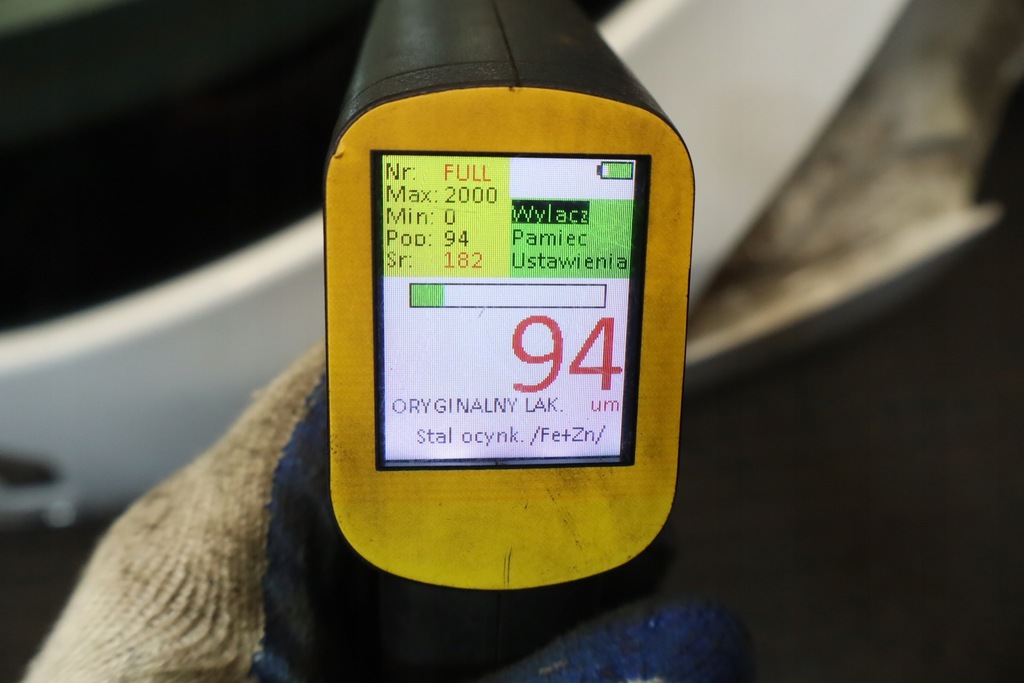 Nr: FULL
Max: 2000
Min: 0
Pop: 94
Sr: 182
Wylacz
Pamiec
Ustawienia
94
um
ORYGINALNY LAK.
Stal ocynk. /Fe+Zn/